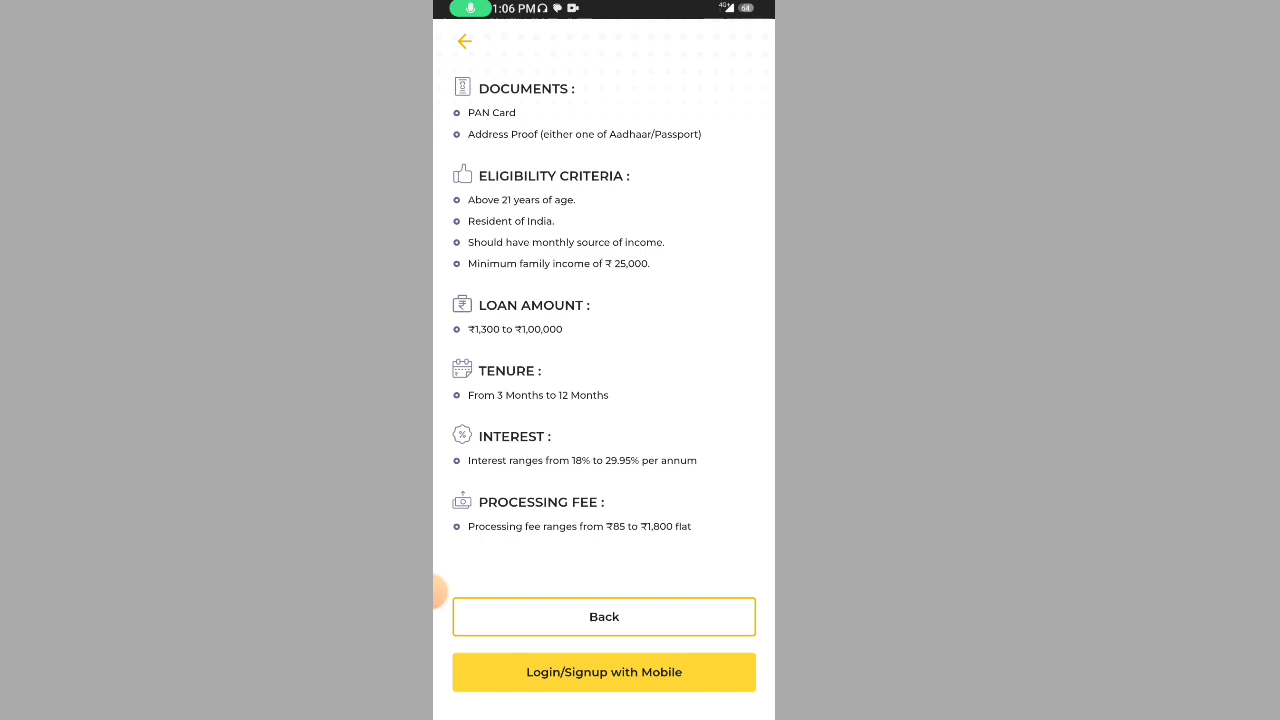 1:06 PM
4G+
64
DOCUMENTS :
PAN Card
Address Proof (either one of Aadhaar/Passport)
ELIGIBILITY CRITERIA :
Above 21 years of age.
Resident of India.
Should have monthly source of income.
Minimum family income of ₹ 25,000.
LOAN AMOUNT :
₹1,300 to ₹1,00,000
TENURE :
From 3 Months to 12 Months
INTEREST :
Interest ranges from 18% to 29.95% per annum
PROCESSING FEE :
Processing fee ranges from ₹85 to ₹1,800 flat
Back
Login/Signup with Mobile